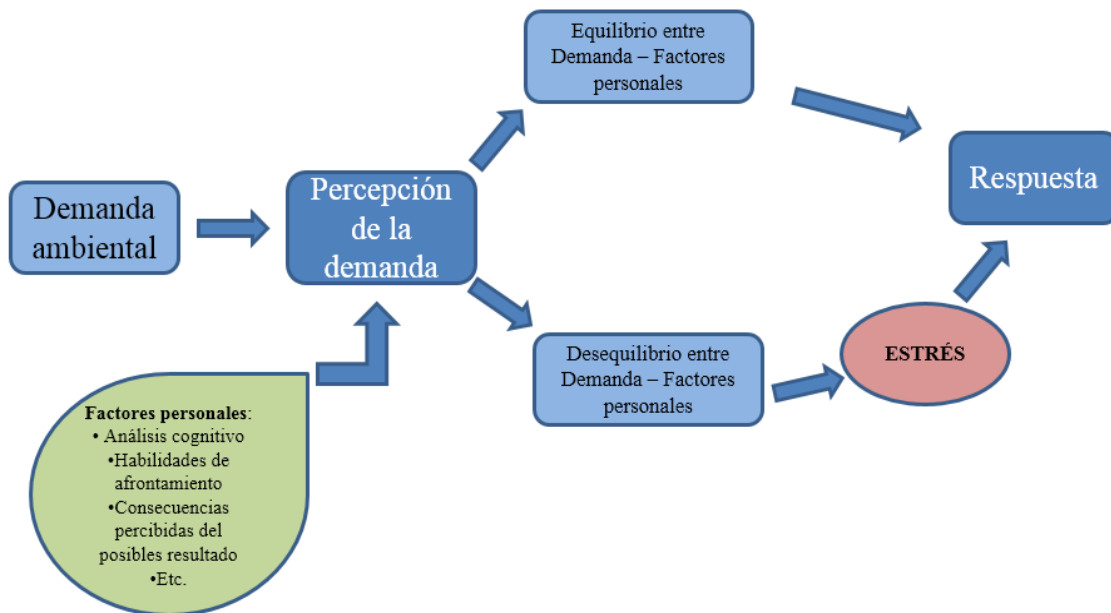 Equilibrio entre
Demanda – Factores
personales
Respuesta
Demanda
ambiental
Percepción
de la
demanda
Desequilibrio entre
Demanda – Factores
personales
ESTRÉS
Factores personales:
• Análisis cognitivo
•Habilidades de
afrontamiento
•Consecuencias
percibidas del
posibles resultado
•Etc.